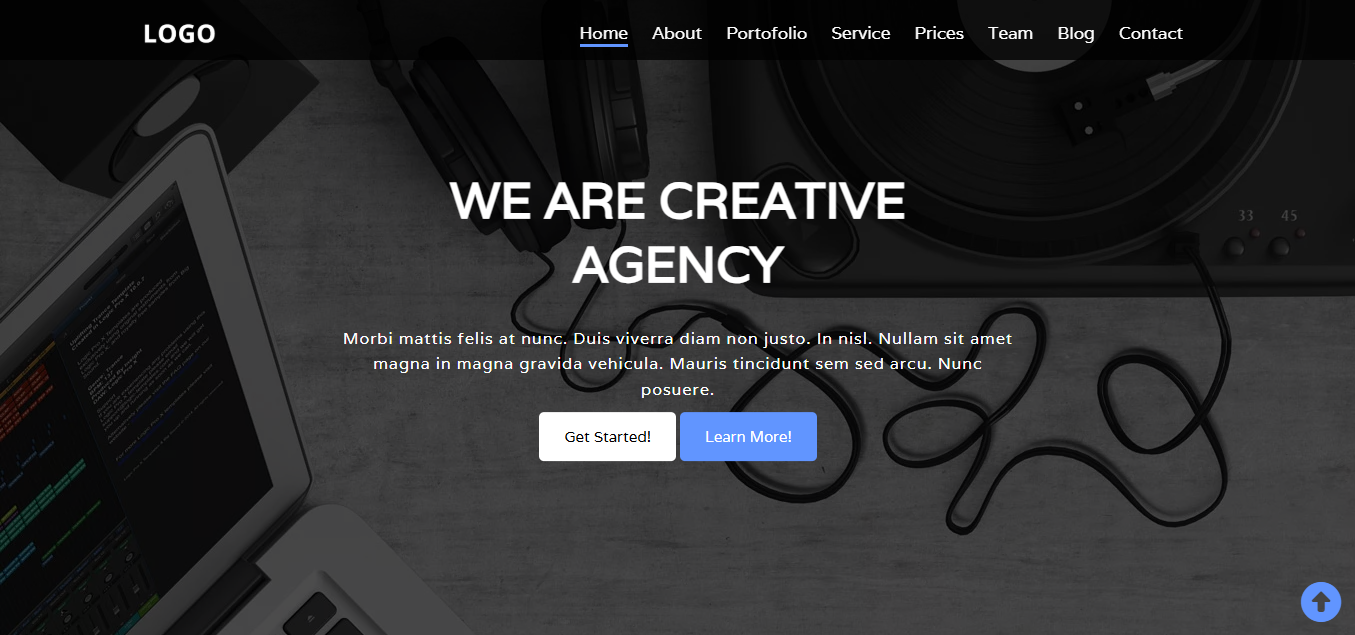 LOGO Home About Portofolio Service Prices Team Blog Contact
33 45
WE ARE CREATIVE
AGENCY
Morbi mattis felis at nunc. Duis viverra diam non justo. In nisl. Nullam sit amet
magna in magna gravida vehicula. Mauris tincidunt sem sed arcu. Nunc
posuere.
Get Started! Learn More!